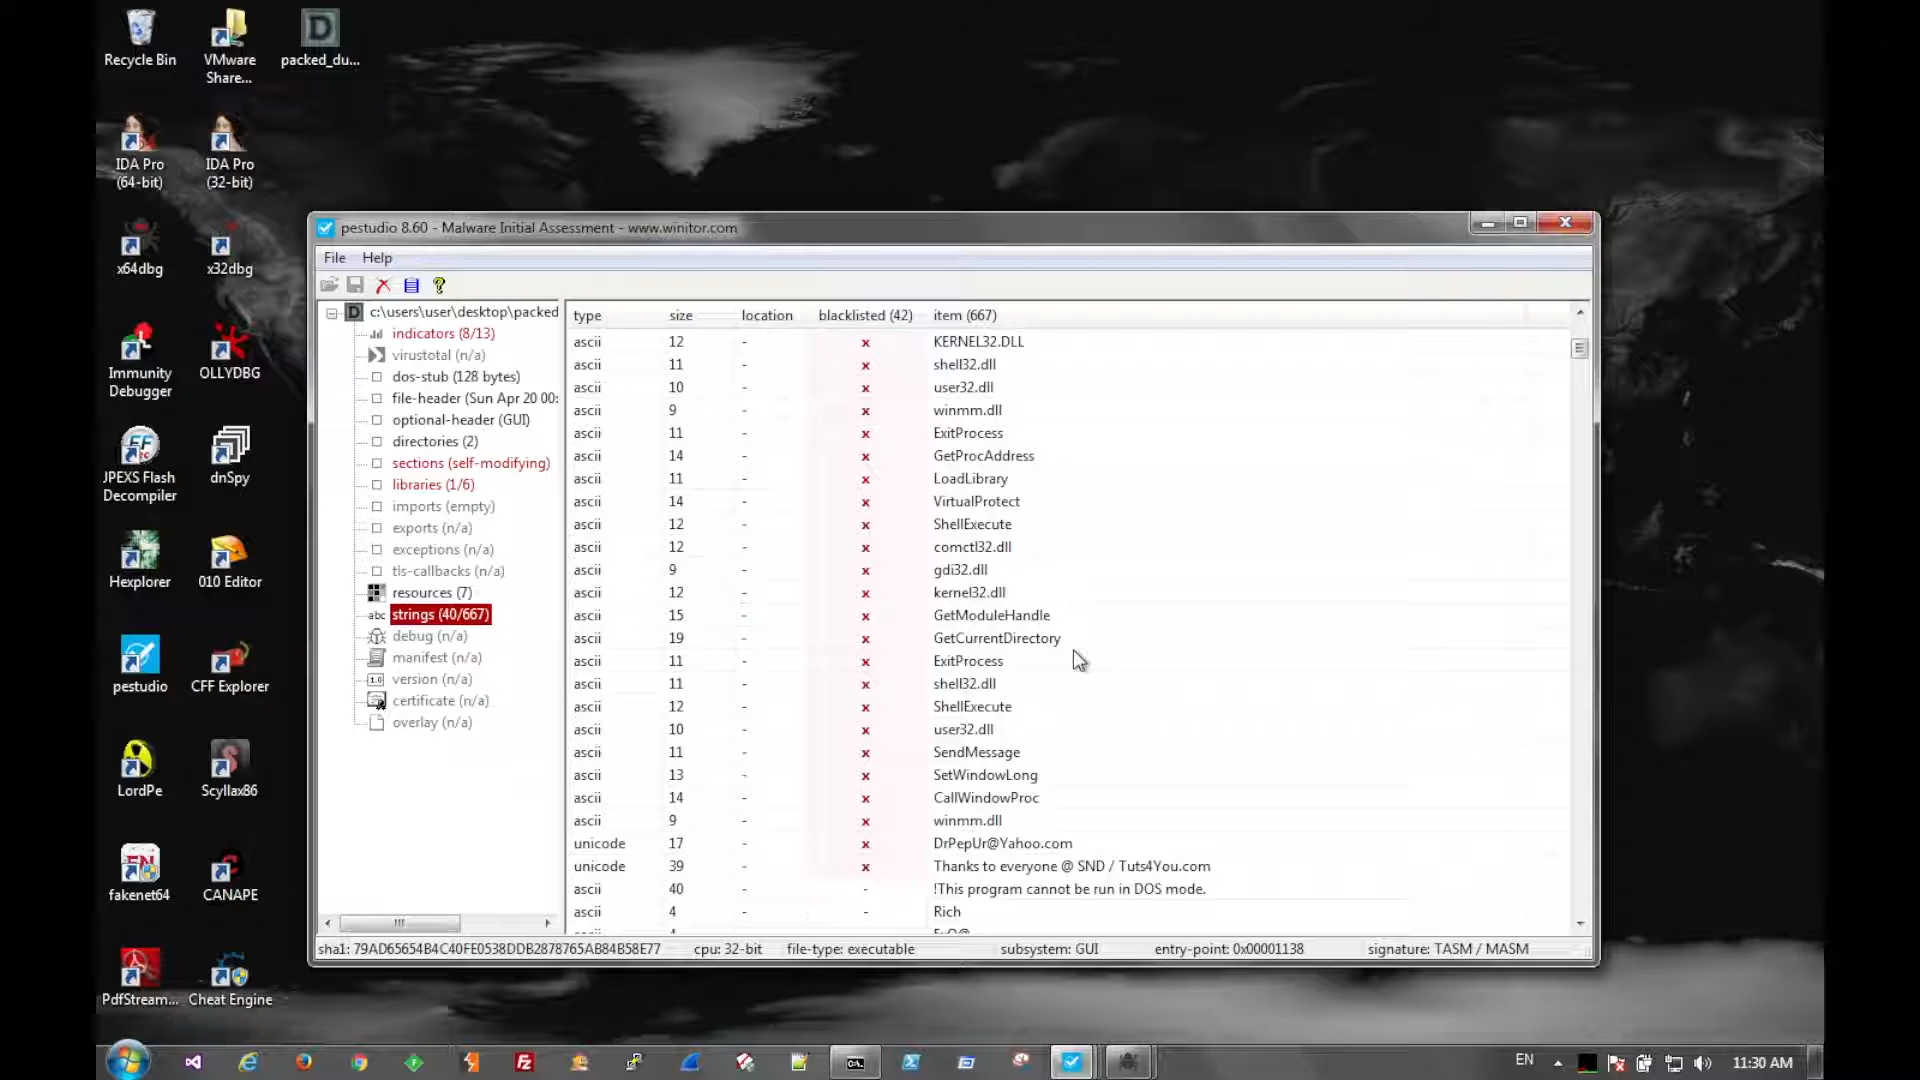 Recycle Bin
VMware Share...
packed_du...
IDA Pro (64-bit)
IDA Pro (32-bit)
x64dbg
x32dbg
Immunity Debugger
OLLYDBG
JPEXS Flash Decompiler
dnSpy
Hexplorer
010 Editor
pestudio
CFF Explorer
LordPe
Scyllax86
fakenet64
CANAPE
PdfStream...
Cheat Engine
pestudio 8.60 - Malware Initial Assessment - www.winitor.com
File Help
c:\users\user\desktop\packed
indicators (8/13)
virustotal (n/a)
dos-stub (128 bytes)
file-header (Sun Apr 20 00:
optional-header (GUI)
directories (2)
sections (self-modifying)
libraries (1/6)
imports (empty)
exports (n/a)
exceptions (n/a)
tls-callbacks (n/a)
resources (7)
abc strings (40/667)
debug (n/a)
manifest (n/a)
1.0 version (n/a)
certificate (n/a)
overlay (n/a)
type size location blacklisted (42) item (667)
ascii 12 - x KERNEL32.DLL
ascii 11 - x shell32.dll
ascii 10 - x user32.dll
ascii 9 - x winmm.dll
ascii 11 - x ExitProcess
ascii 14 - x GetProcAddress
ascii 11 - x LoadLibrary
ascii 14 - x VirtualProtect
ascii 12 - x ShellExecute
ascii 12 - x comctl32.dll
ascii 9 - x gdi32.dll
ascii 12 - x kernel32.dll
ascii 15 - x GetModuleHandle
ascii 19 - x GetCurrentDirectory
ascii 11 - x ExitProcess
ascii 11 - x shell32.dll
ascii 12 - x ShellExecute
ascii 10 - x user32.dll
ascii 11 - x SendMessage
ascii 13 - x SetWindowLong
ascii 14 - x CallWindowProc
ascii 9 - x winmm.dll
unicode 17 - x DrPepUr@Yahoo.com
unicode 39 - x Thanks to everyone @ SND / Tuts4You.com
ascii 40 - - !This program cannot be run in DOS mode.
ascii 4 - - Rich
sha1: 79AD65654B4C40FE0538DDB2878765AB84B58E77 cpu: 32-bit file-type: executable subsystem: GUI entry-point: 0x00001138 signature: TASM / MASM
EN 11:30 AM